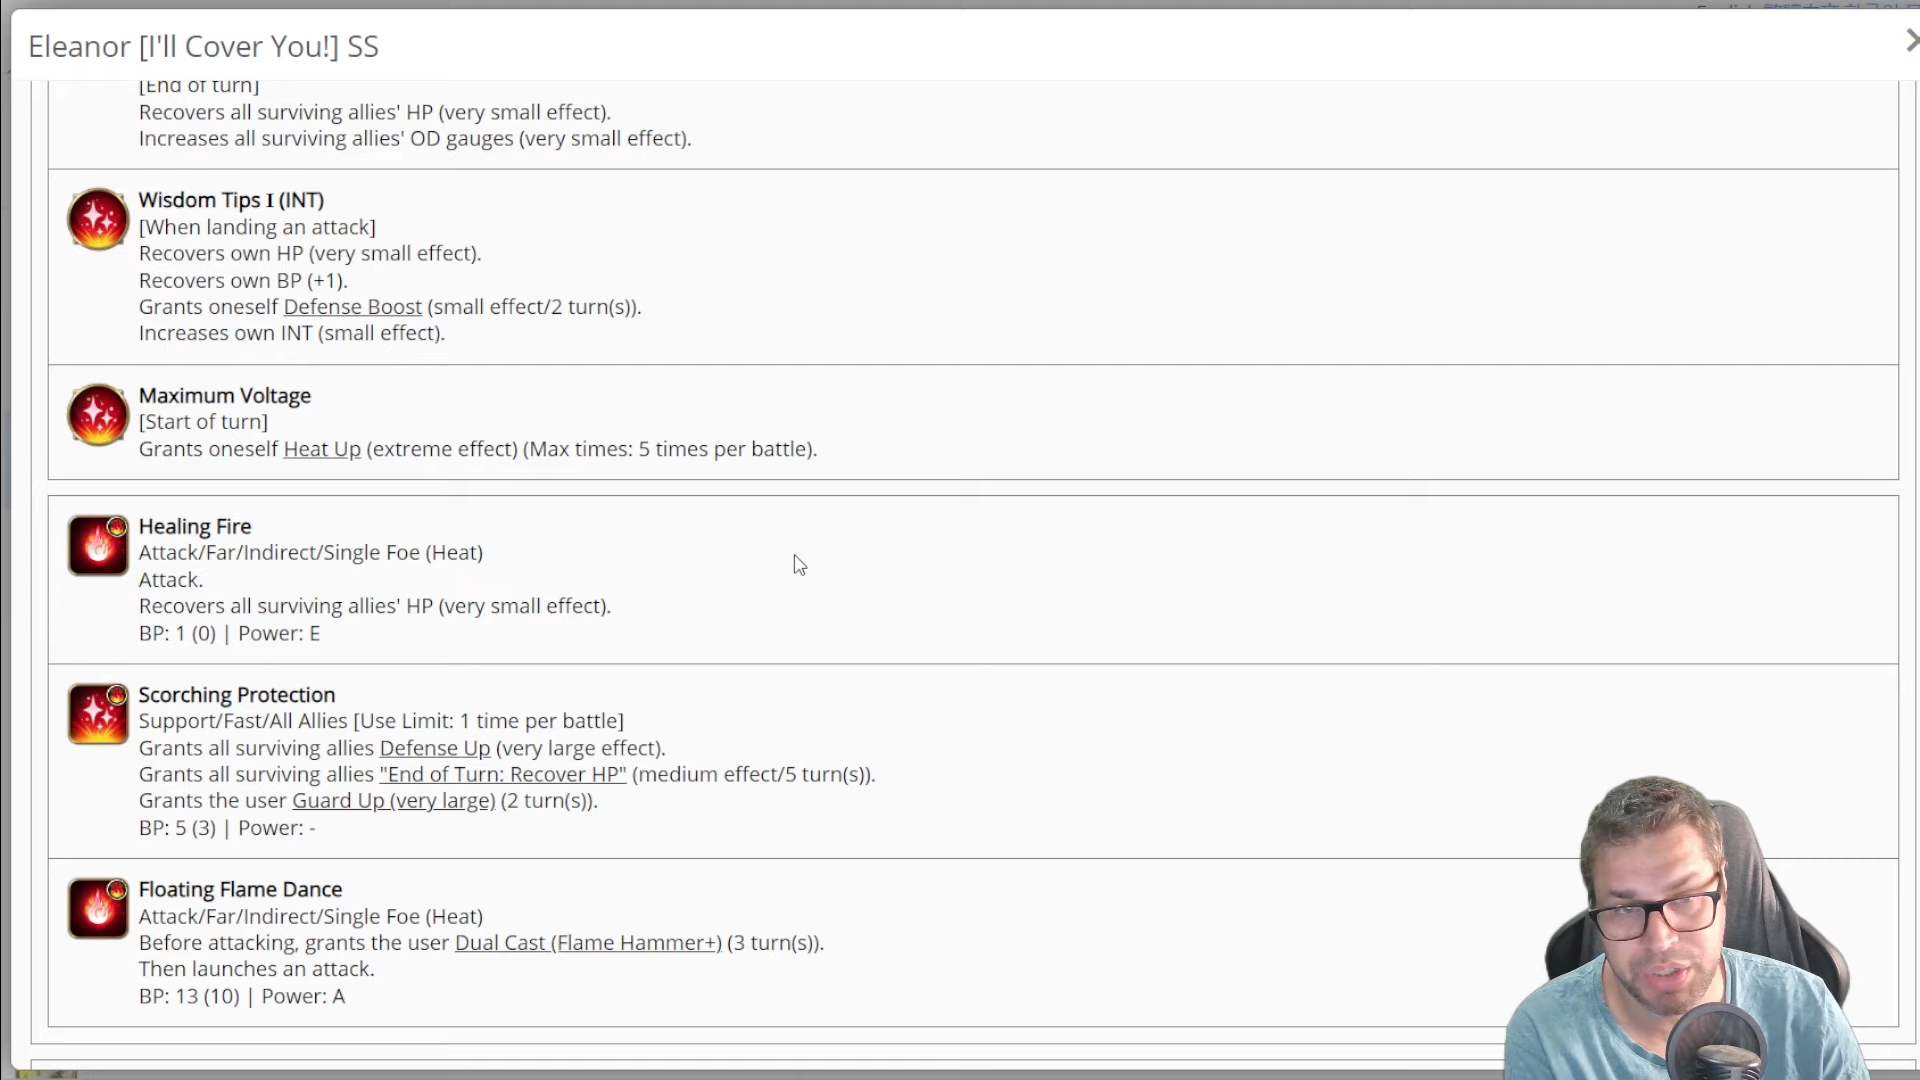 Eleanor [I'll Cover You!] SS
[End of turn]
Recovers all surviving allies' HP (very small effect).
Increases all surviving allies' OD gauges (very small effect).
Wisdom Tips I (INT)
[When landing an attack]
Recovers own HP (very small effect).
Recovers own BP (+1).
Grants oneself Defense Boost (small effect/2 turn(s)).
Increases own INT (small effect).
Maximum Voltage
[Start of turn]
Grants oneself Heat Up (extreme effect) (Max times: 5 times per battle).
Healing Fire
Attack/Far/Indirect/Single Foe (Heat)
Attack.
Recovers all surviving allies' HP (very small effect).
BP: 1 (0) | Power: E
Scorching Protection
Support/Fast/All Allies [Use Limit: 1 time per battle]
Grants all surviving allies Defense Up (very large effect).
Grants all surviving allies "End of Turn: Recover HP" (medium effect/5 turn(s)).
Grants the user Guard Up (very large) (2 turn(s)).
BP: 5 (3) | Power: -
Floating Flame Dance
Attack/Far/Indirect/Single Foe (Heat)
Before attacking, grants the user Dual Cast (Flame Hammer+) (3 turn(s)).
Then launches an attack.
BP: 13 (10) | Power: A